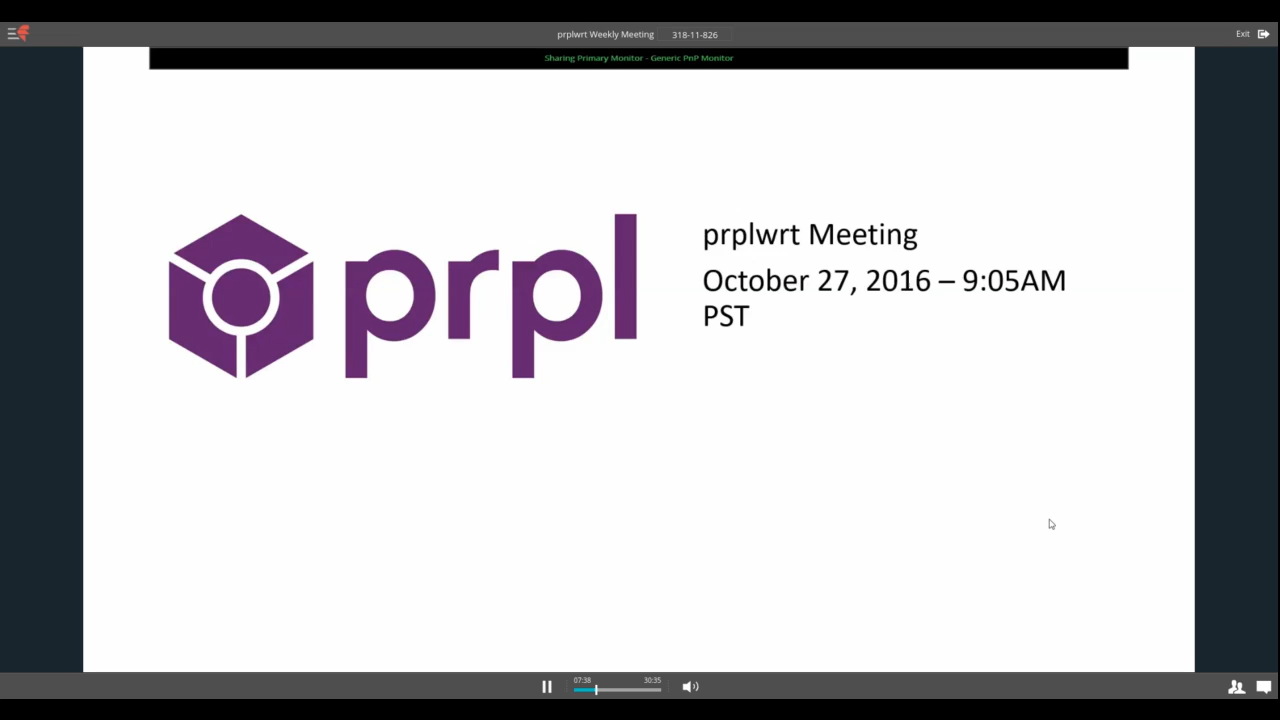 prplwrt Weekly Meeting 318-11-826
Exit
Sharing Primary Monitor - Generic PnP Monitor
prpl
prplwrt Meeting
October 27, 2016 – 9:05AM
PST
07:38 30:35